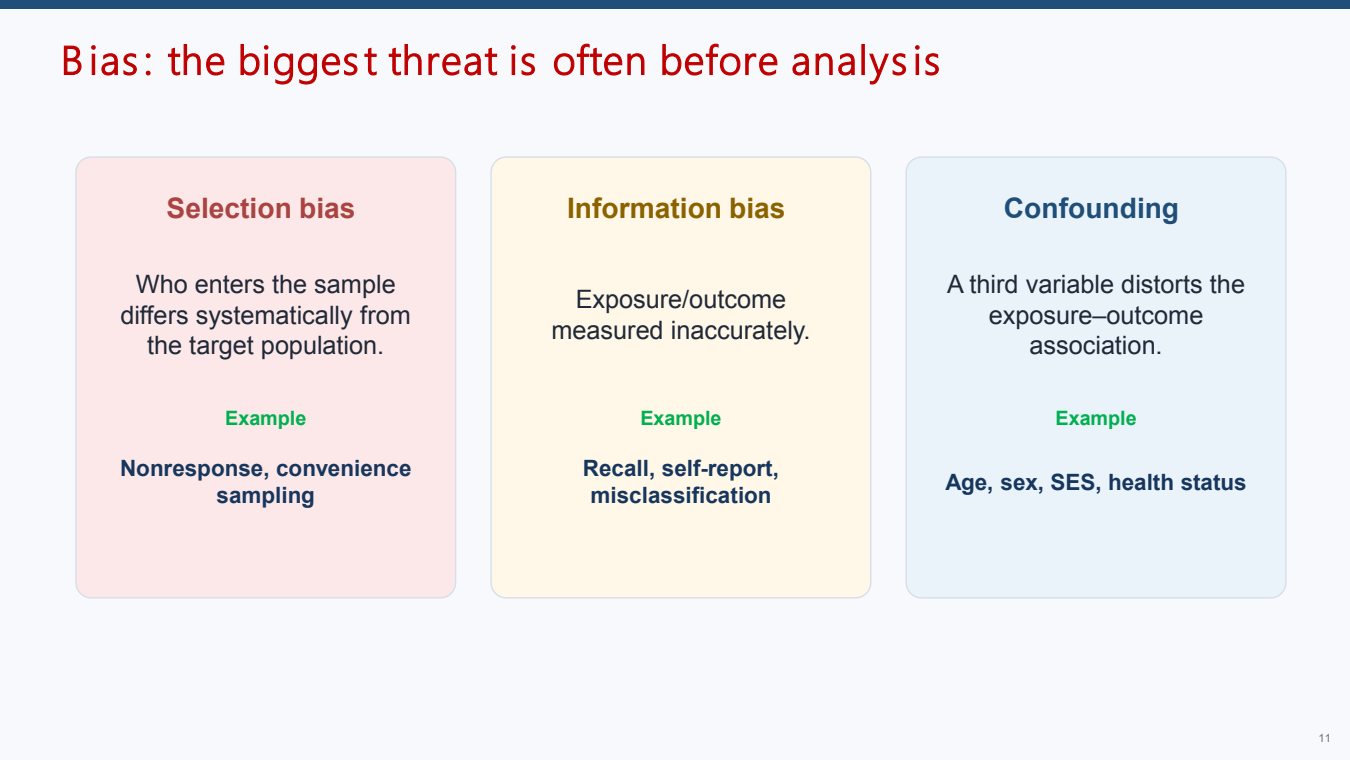 Bias: the biggest threat is often before analysis
Selection bias
Who enters the sample
differs systematically from
the target population.
Example
Nonresponse, convenience
sampling
Information bias
Exposure/outcome
measured inaccurately.
Example
Recall, self-report,
misclassification
Confounding
A third variable distorts the
exposure–outcome
association.
Example
Age, sex, SES, health status
11